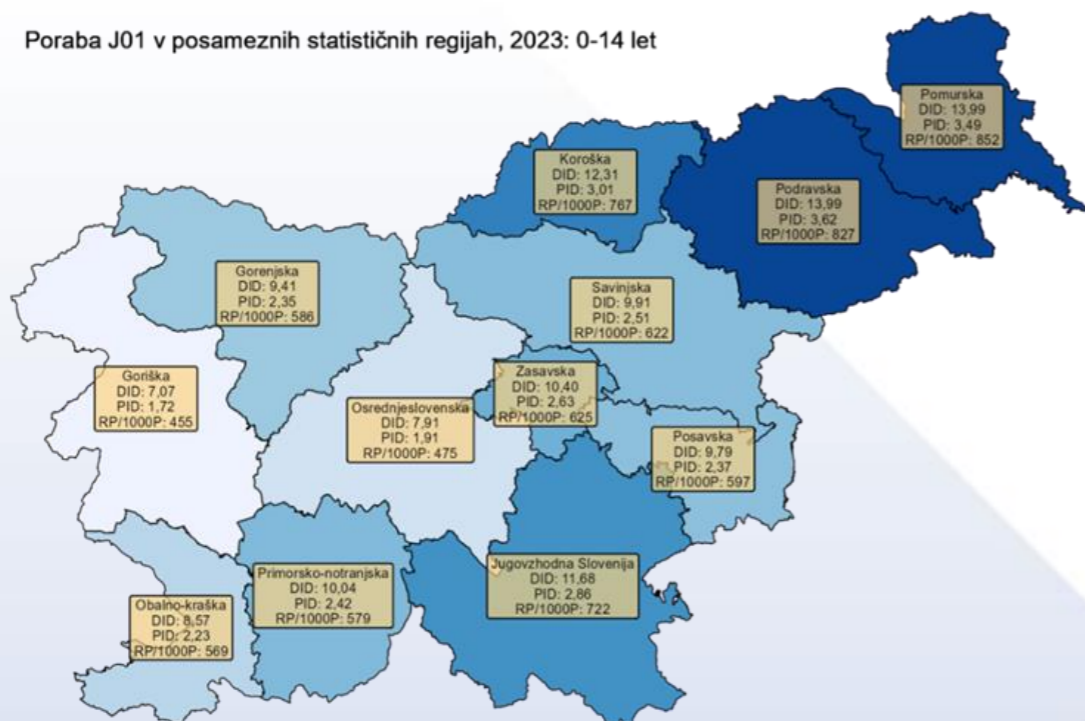 Poraba J01 v posameznih statističnih regijah, 2023: 0-14 let
Pomurska
DID: 13,99
PID: 3,49
RP/1000P: 852
Koroška
DID: 12,31
PID: 3,01
RP/1000P: 767
Podravska
DID: 13,99
PID: 3,62
RP/1000P: 827
Gorenjska
DID: 9,41
PID: 2,35
RP/1000P: 586
Savinjska
DID: 9,91
PID: 2,51
RP/1000P: 622
Goriška
DID: 7,07
PID: 1,72
RP/1000P: 455
Zasavska
DID: 10,40
PID: 2,63
RP/1000P: 625
Osrednjeslovenska
DID: 7,91
PID: 1,91
RP/1000P: 475
Posavska
DID: 9,79
PID: 2,37
RP/1000P: 597
Jugovzhodna Slovenija
DID: 11,68
PID: 2,86
RP/1000P: 722
Primorsko-notranjska
DID: 10,04
PID: 2,42
RP/1000P: 579
Obalno-kraška
DID: 8,57
PID: 2,23
RP/1000P: 569